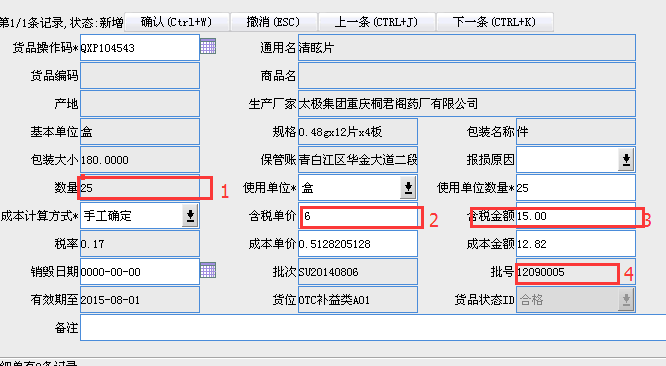 第1/1条记录,状态:新增 确认(Ctrl+W) 撤消(ESC) 上一条(CTRL+J) 下一条(CTRL+K)
货品操作码* QXP104543 通用名 清眩片
货品编码 商品名
产地 生产厂家 太极集团重庆桐君阁药厂有限公司
基本单位 盒 规格 0.48gx12片x4板 包装名称 件
包装大小 180.0000 保管账 青白江区华金大道二段 报损原因
数量 25 1 使用单位* 盒 使用单位数量* 25
成本计算方式* 手工确定 含税单价 6 2 含税金额 15.00 3
税率 0.17 成本单价 0.5128205128 成本金额 12.82
销毁日期 0000-00-00 批次 SU20140806 批号 12090005 4
有效期至 2015-08-01 货位 OTC补益类A01 货品状态ID 合格
备注